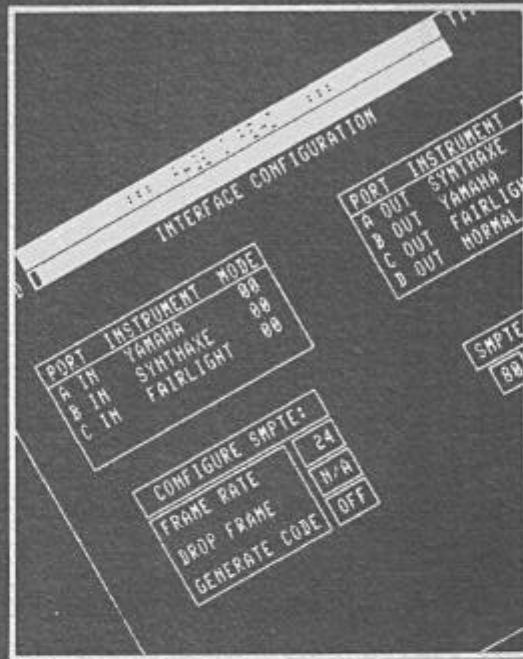 INTERFACE CONFIGURATION
PORT INSTRUMENT MODE
A IN YAMAHA 00
B IN SYNTHAXE 00
C IN FAIRLIGHT 00
PORT INSTRUMENT
A OUT SYNTHAXE
B OUT YAMAHA
C OUT FAIRLIGH
D OUT NORMAL
SMPTE
CONFIGURE SMPTE:
FRAME RATE 24
DROP FRAME N/A
GENERATE CODE OFF